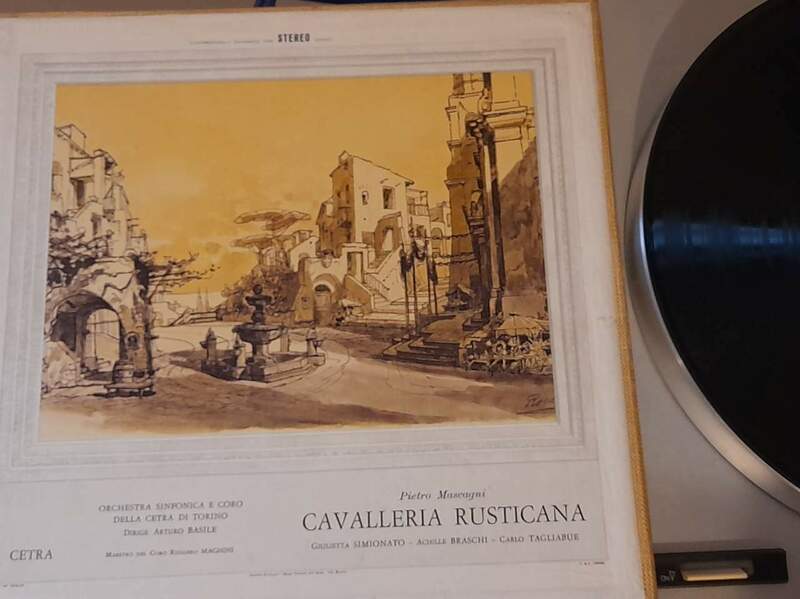 STEREO
Pietro Mascagni
CAVALLERIA RUSTICANA
GIULIETTA SIMIONATO - ACHILLE BRASCHI - CARLO TAGLIABUE
ORCHESTRA SINFONICA E CORO
DELLA CETRA DI TORINO
DIRIGE ARTURO BASILE
MAESTRO DEL CORO RUGGERO MAGHINI
CETRA